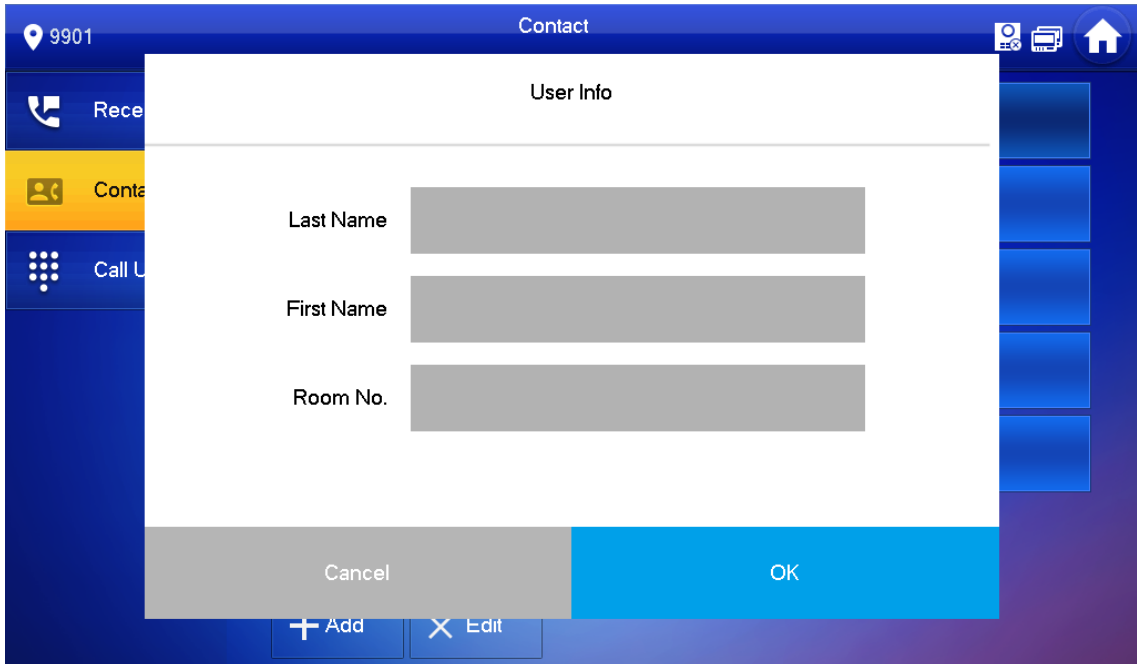 9901
Contact
User Info
Rece
Conta
Call U
Last Name
First Name
Room No.
Cancel
OK
Add
Edit